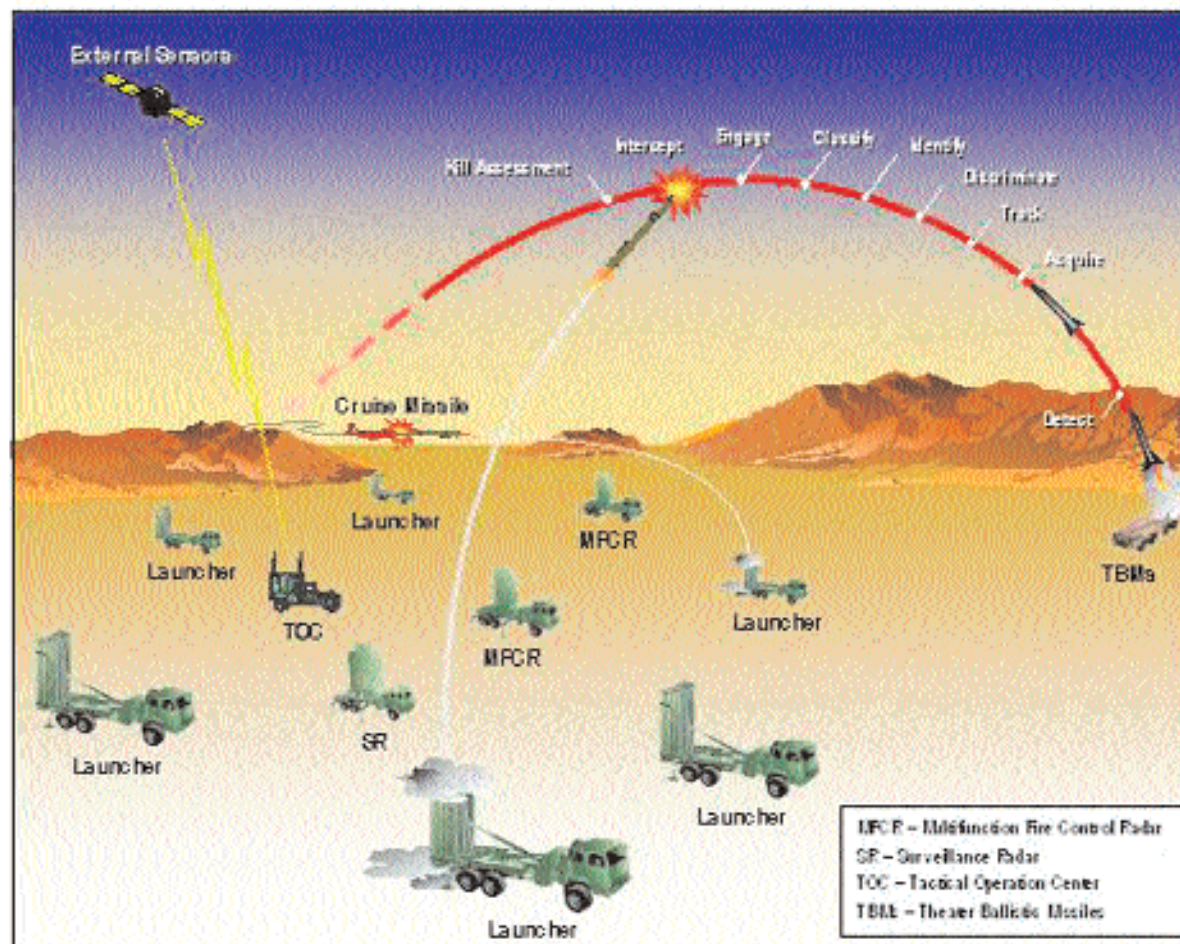 External Sensors
Kill Assessment
Intercept
Engage
Classify
Identify
Discriminate
Track
Acquire
Detect
Cruise Missile
Launcher
MFCR
Launcher
TOC
MFCR
Launcher
TBMs
Launcher
SR
Launcher
Launcher
MFCR – Multifunction Fire Control Radar
SR – Surveillance Radar
TOC – Tactical Operation Center
TBMs – Theater Ballistic Missiles